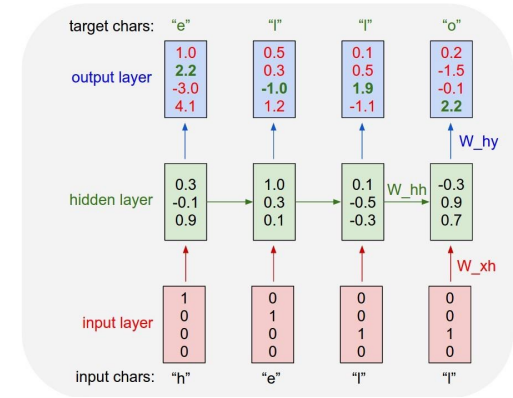 target chars: “e” “l” “l” “o”
output layer
1.0 0.5 0.1 0.2
2.2 0.3 0.5 -1.5
-3.0 -1.0 1.9 -0.1
4.1 1.2 -1.1 2.2
W_hy
hidden layer
0.3 1.0 0.1 -0.3
-0.1 0.3 -0.5 0.9
0.9 0.1 -0.3 0.7
W_hh
W_xh
input layer
1 0 0 0
0 1 0 0
0 0 1 1
0 0 0 0
input chars: “h” “e” “l” “l”